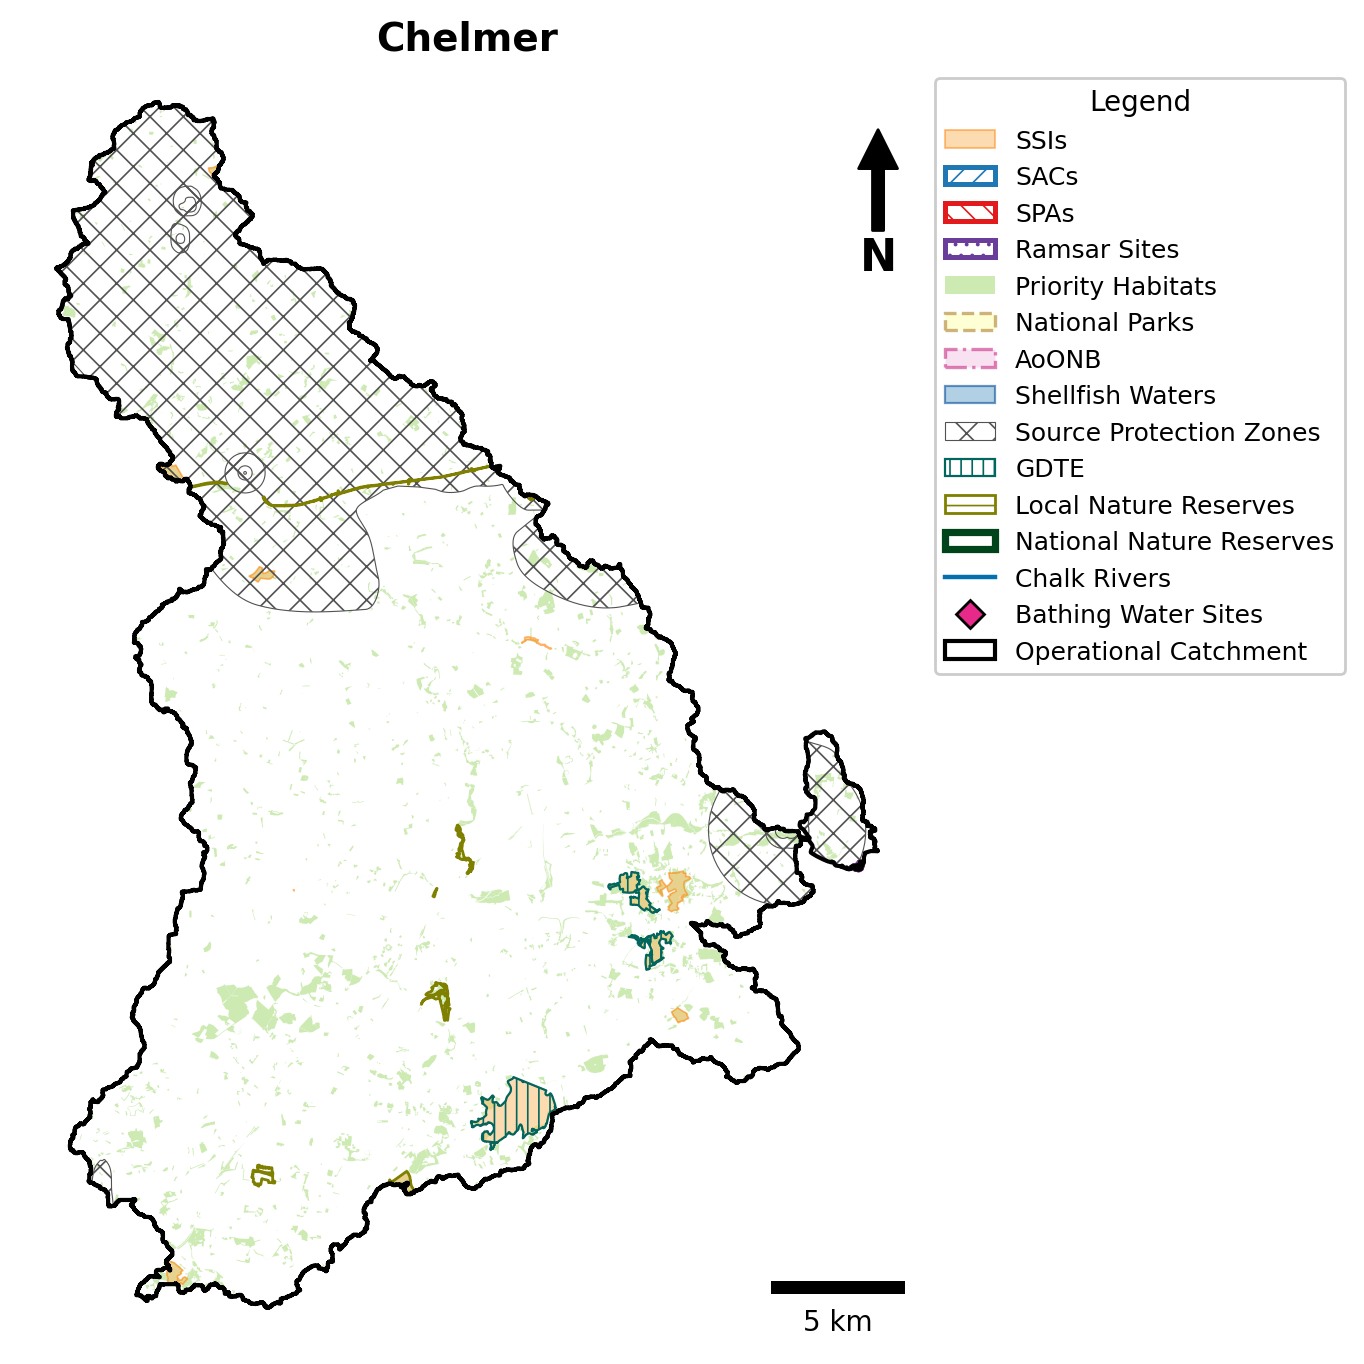 Chelmer
N
Legend
SSIs
SACs
SPAs
Ramsar Sites
Priority Habitats
National Parks
AoONB
Shellfish Waters
Source Protection Zones
GDTE
Local Nature Reserves
National Nature Reserves
Chalk Rivers
Bathing Water Sites
Operational Catchment
5 km